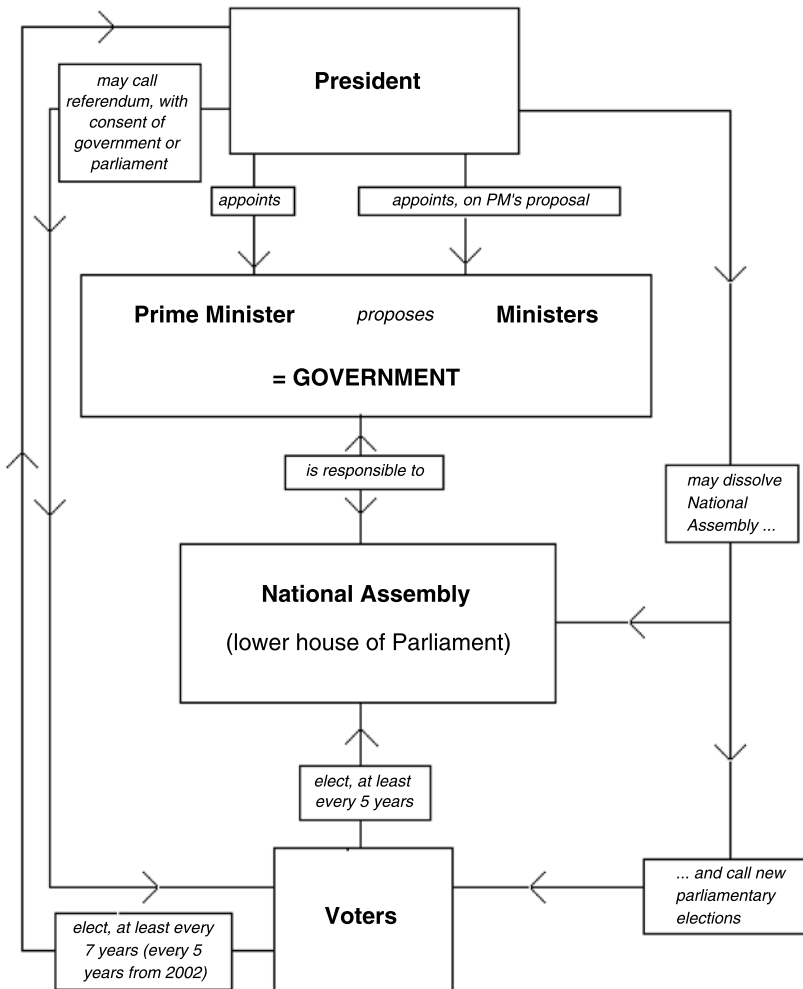 President
may call
referendum, with
consent of
government or
parliament
appoints
appoints, on PM's proposal
Prime Minister proposes Ministers
= GOVERNMENT
is responsible to
may dissolve
National
Assembly ...
National Assembly
(lower house of Parliament)
elect, at least
every 5 years
... and call new
parliamentary
elections
Voters
elect, at least every
7 years (every 5
years from 2002)